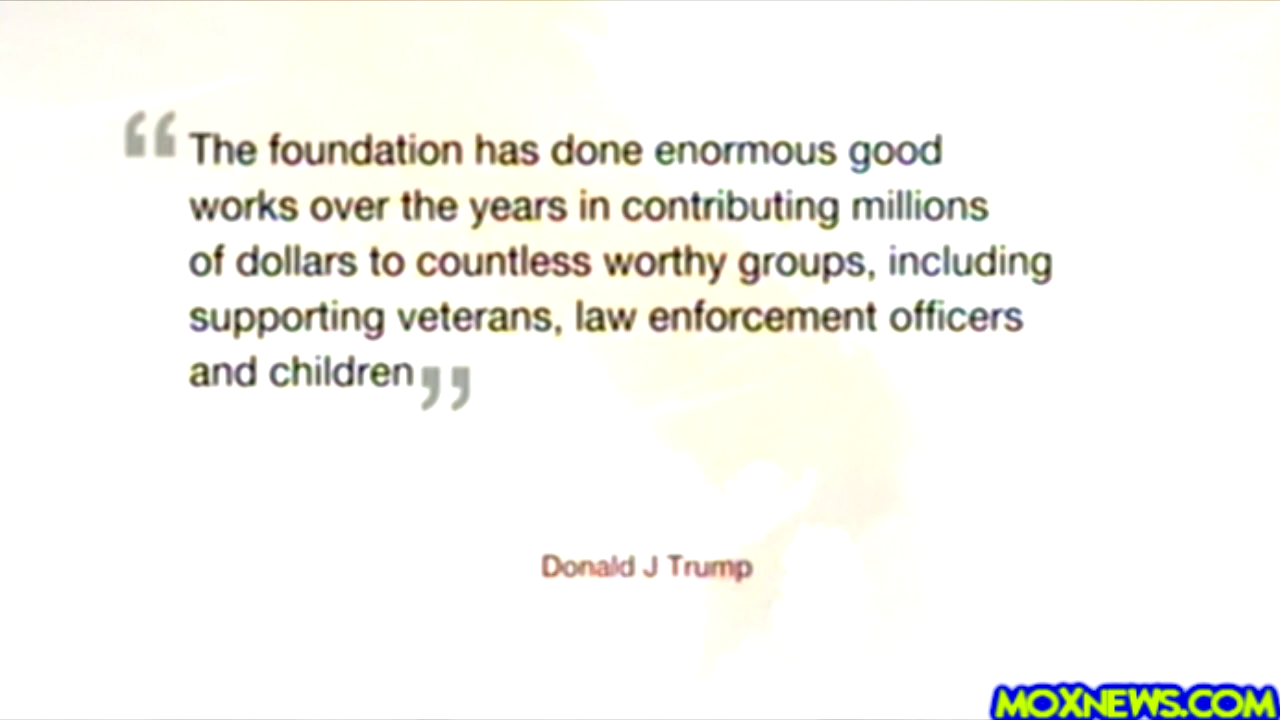 “The foundation has done enormous good
works over the years in contributing millions
of dollars to countless worthy groups, including
supporting veterans, law enforcement officers
and children”
Donald J Trump
MOXNEWS.COM